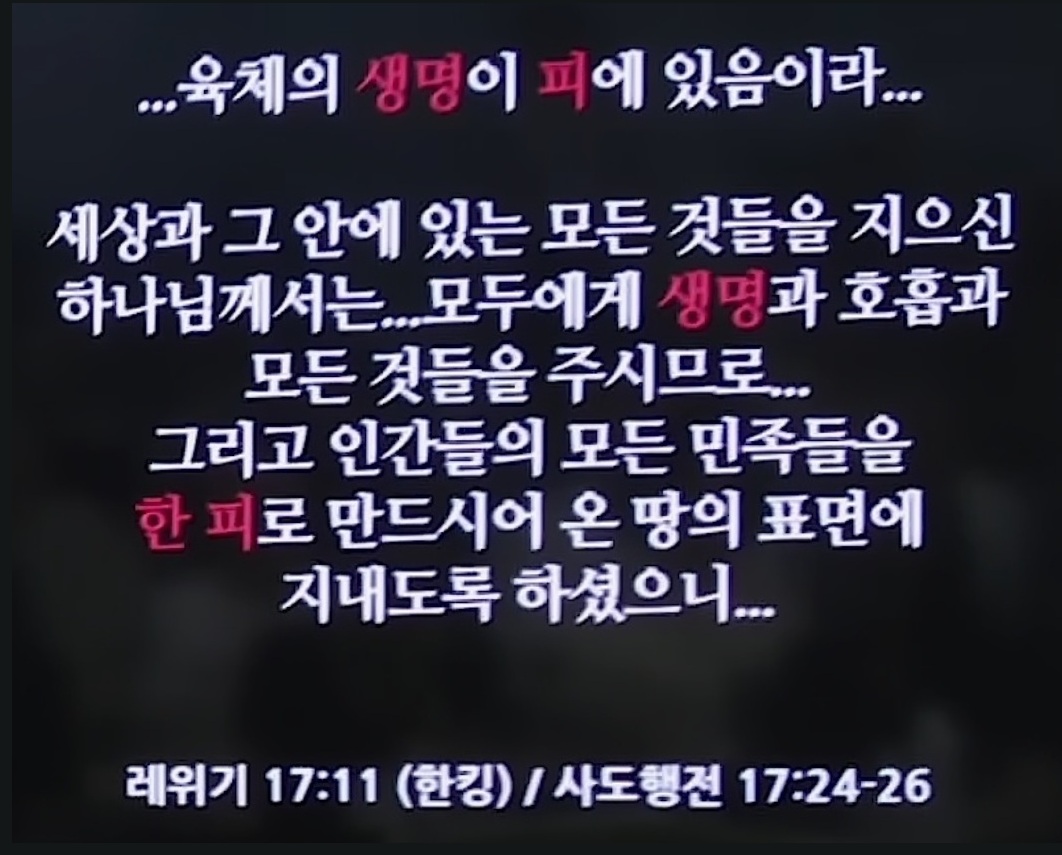 ...육체의 생명이 피에 있음이라...
세상과 그 안에 있는 모든 것들을 지으신
하나님께서는...모두에게 생명과 호흡과
모든 것들을 주시므로...
그리고 인간들의 모든 민족들을
한 피로 만드시어 온 땅의 표면에
지내도록 하셨으니...
레위기 17:11 (한킹) / 사도행전 17:24-26